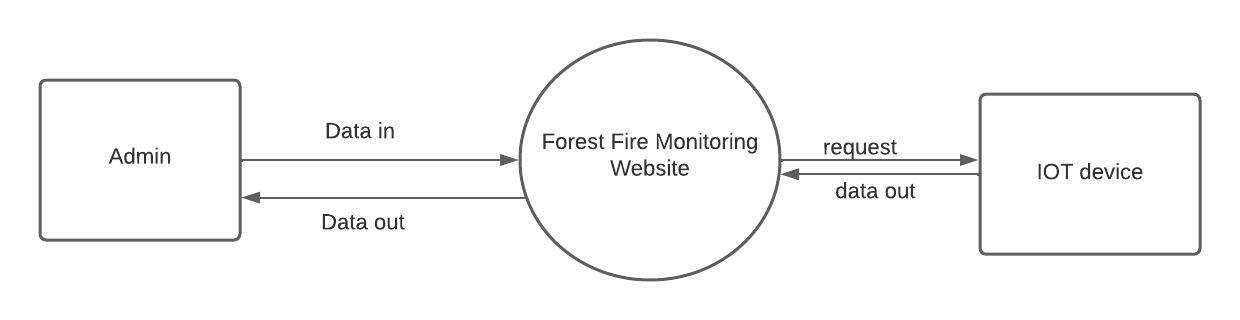 Admin
Data in
Data out
Forest Fire Monitoring
Website
request
data out
IOT device